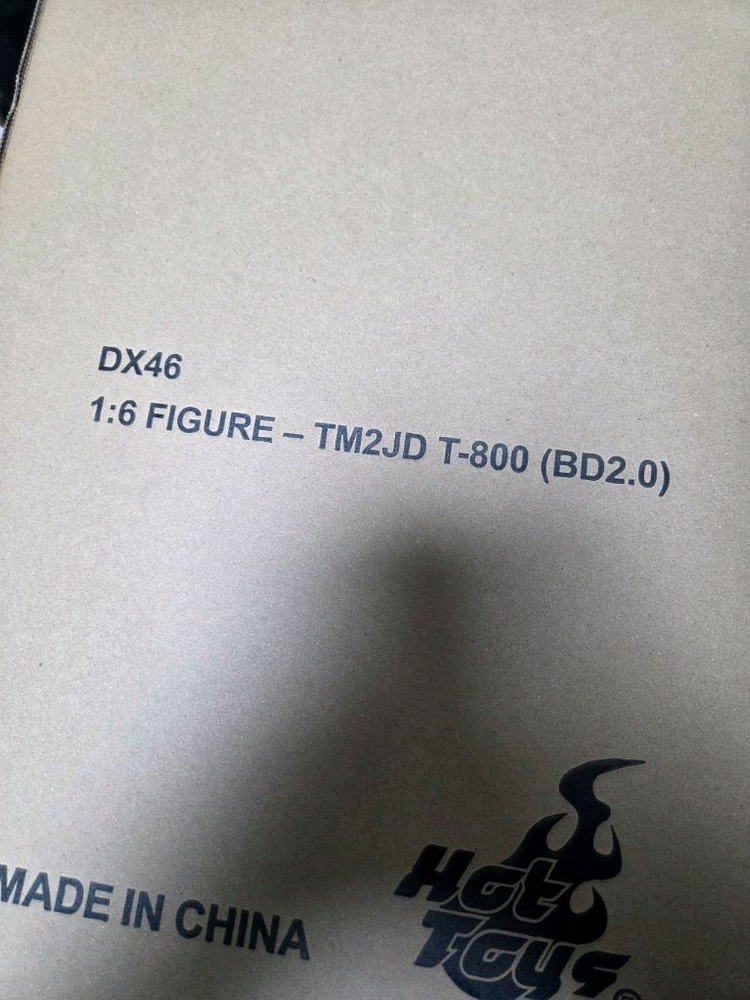 DX46
1:6 FIGURE – TM2JD T-800 (BD2.0)
MADE IN CHINA
Hot
Toys®